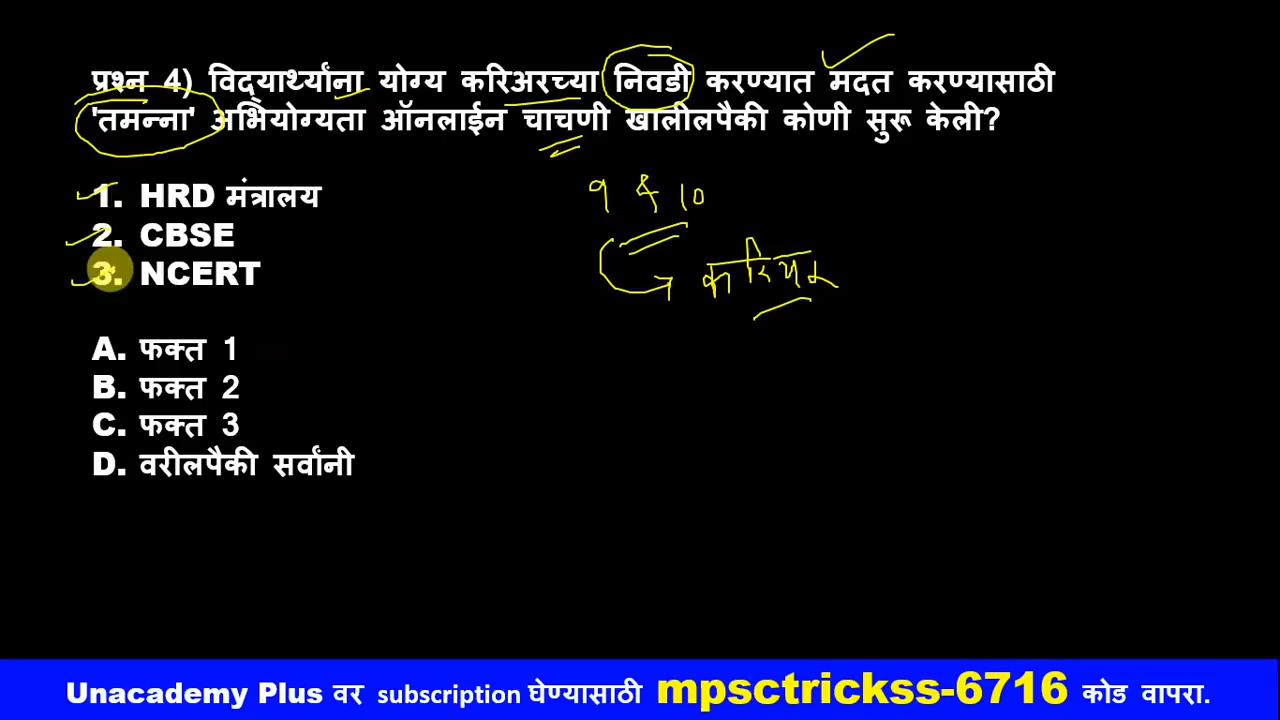 प्रश्न 4) विद्यार्थ्यांना योग्य करिअरच्या निवडी करण्यात मदत करण्यासाठी
'तमन्ना' अभियोग्यता ऑनलाईन चाचणी खालीलपैकी कोणी सुरू केली?
1. HRD मंत्रालय
2. CBSE
3. NCERT
९ & 10
करियर
A. फक्त 1
B. फक्त 2
C. फक्त 3
D. वरीलपैकी सर्वांनी
Unacademy Plus वर subscription घेण्यासाठी mpsctrickss-6716 कोड वापरा.